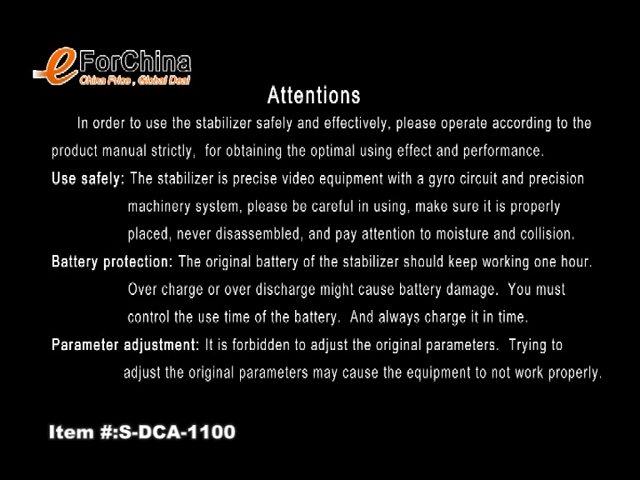 eForChina
China Price, Global Deal
Attentions
In order to use the stabilizer safely and effectively, please operate according to the
product manual strictly, for obtaining the optimal using effect and performance.
Use safely: The stabilizer is precise video equipment with a gyro circuit and precision
machinery system, please be careful in using, make sure it is properly
placed, never disassembled, and pay attention to moisture and collision.
Battery protection: The original battery of the stabilizer should keep working one hour.
Over charge or over discharge might cause battery damage. You must
control the use time of the battery. And always charge it in time.
Parameter adjustment: It is forbidden to adjust the original parameters. Trying to
adjust the original parameters may cause the equipment to not work properly.
Item #:S-DCA-1100